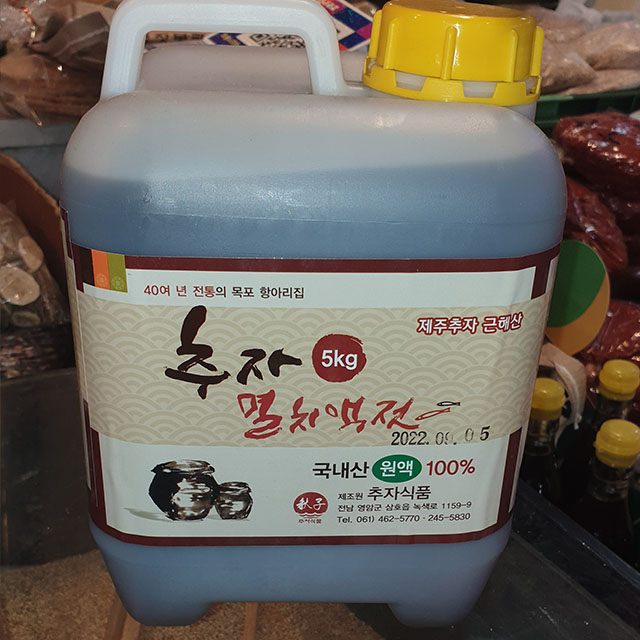 40여 년 전통의 목포 항아리집
제주추자 근해산
추자 5kg
멸치액젓
2022. 06. 05
국내산 원액 100%
제조원 추자식품
전남 영암군 삼호읍 녹색로 1159-9
Tel. 061) 462-5770 · 245-5830
秋子
추자식품